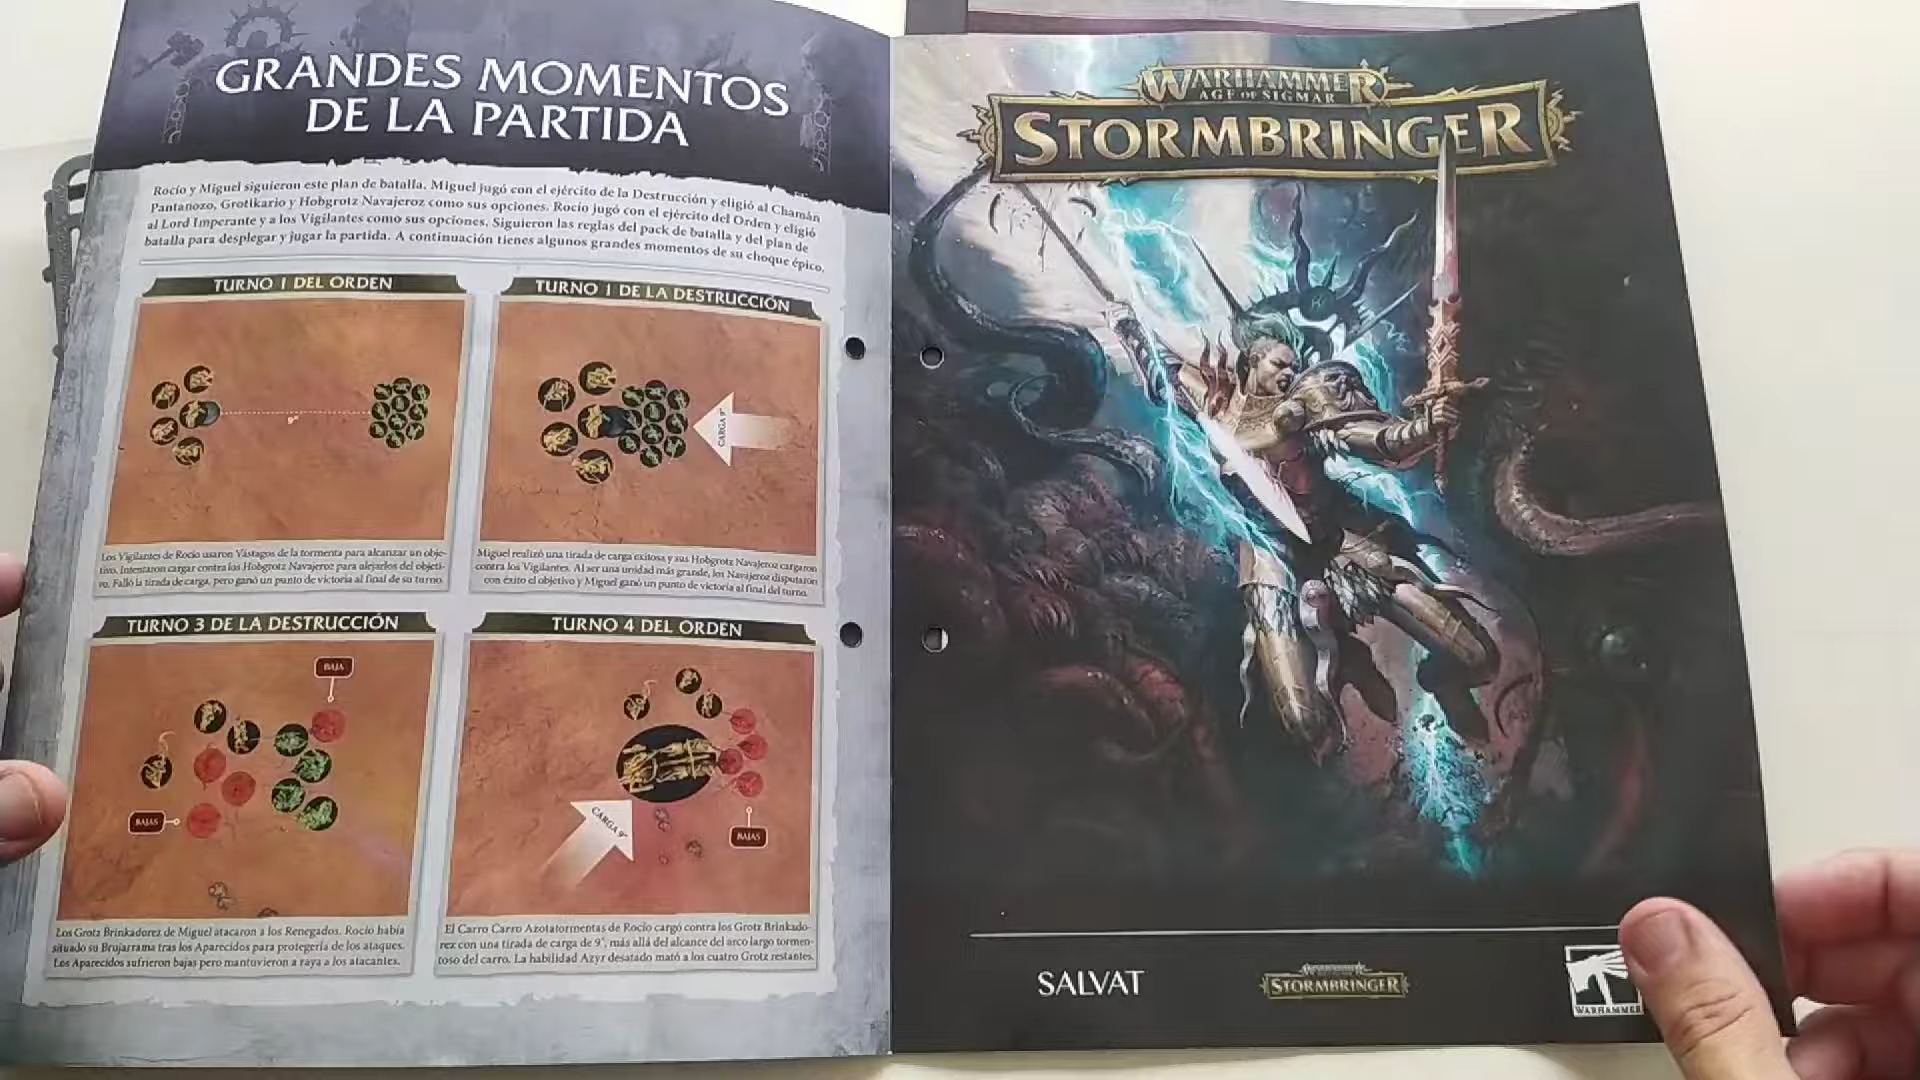 GRANDES MOMENTOS
DE LA PARTIDA
Rocío y Miguel siguieron este plan de batalla. Miguel jugó con el ejército de la Destrucción y eligió al Chamán
Pantanozo, Grotikario y Hobgrotz Navajeroz como sus opciones. Rocío jugó con el ejército del Orden y eligió
al Lord Imperante y a los Vigilantes como sus opciones. Siguieron las reglas del pack de batalla y del plan de
batalla para desplegar y jugar la partida. A continuación tienes algunos grandes momentos de su choque épico.
TURNO 1 DEL ORDEN
9"
Los Vigilantes de Rocío usaron Vástagos de la tormenta para alcanzar un obje-
tivo. Intentaron cargar contra los Hobgrotz Navajeroz para alejarlos del objeti-
vo. Falló la tirada de carga, pero ganó un punto de victoria al final de su turno.
TURNO 1 DE LA DESTRUCCIÓN
CARGA 9"
Miguel realizó una tirada de carga exitosa y sus Hobgrotz Navajeroz cargaron
contra los Vigilantes. Al ser una unidad más grande, los Navajeroz disputaron
con éxito el objetivo y Miguel ganó un punto de victoria al final del turno.
TURNO 3 DE LA DESTRUCCIÓN
BAJA
BAJAS
Los Grotz Brinkadorez de Miguel atacaron a los Renegados. Rocío había
situado su Brujarrama tras los Aparecidos para protegerla de los ataques.
Los Aparecidos sufrieron bajas pero mantuvieron a raya a los atacantes.
TURNO 4 DEL ORDEN
CARGA 9"
BAJAS
El Carro Carro Azotatormentas de Rocío cargó contra los Grotz Brinkado-
rez con una tirada de carga de 9", más allá del alcance del arco largo tormen-
toso del carro. La habilidad Azyr desatado mató a los cuatro Grotz restantes.
WARHAMMER
AGE OF SIGMAR
STORMBRINGER
SALVAT
WARHAMMER
STORMBRINGER
WARHAMMER